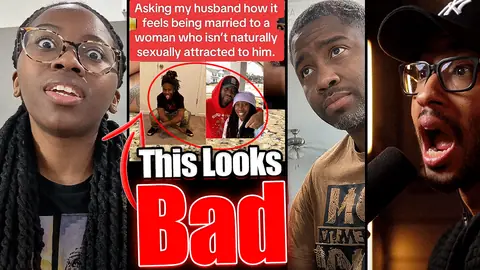 Asking my husband how it
feels being married to a
woman who isn't naturally
sexually attracted to him.
This Looks
Bad